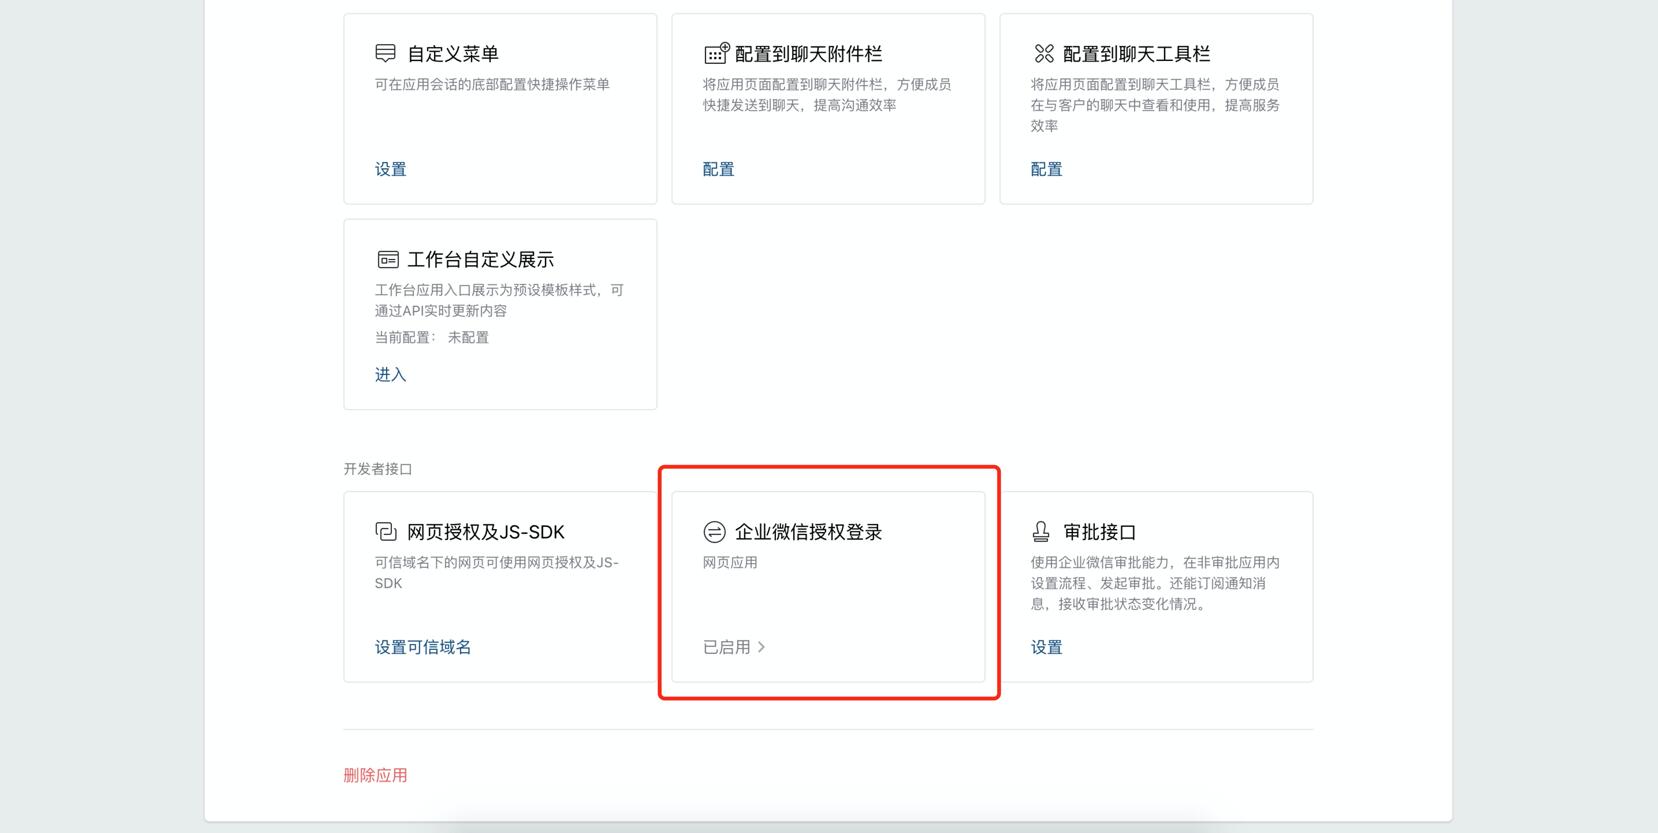 自定义菜单
可在应用会话的底部配置快捷操作菜单
设置
配置到聊天附件栏
将应用页面配置到聊天附件栏，方便成员
快捷发送到聊天，提高沟通效率
配置
配置到聊天工具栏
将应用页面配置到聊天工具栏，方便成员
在与客户的聊天中查看和使用，提高服务
效率
配置
工作台自定义展示
工作台应用入口展示为预设模板样式，可
通过API实时更新内容
当前配置： 未配置
进入
开发者接口
网页授权及JS-SDK
可信域名下的网页可使用网页授权及JS-
SDK
设置可信域名
企业微信授权登录
网页应用
已启用
审批接口
使用企业微信审批能力，在非审批应用内
设置流程、发起审批。还能订阅通知消
息，接收审批状态变化情况。
设置
删除应用